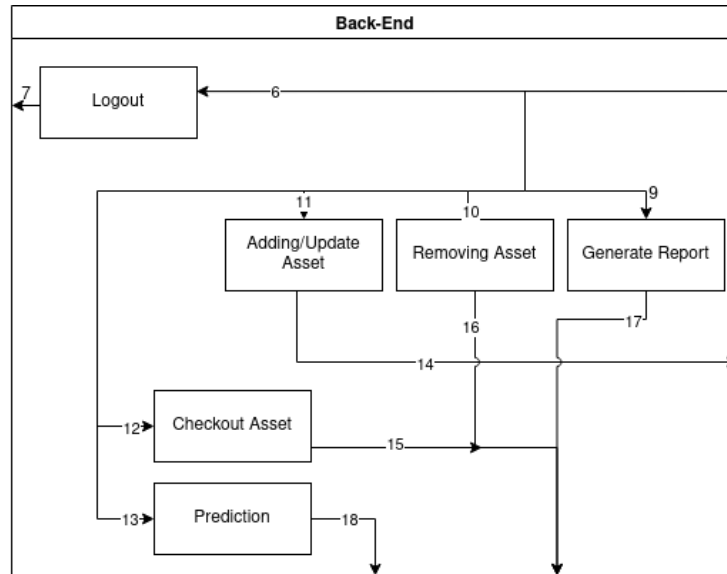 Back-End
7
Logout
6
11
10
9
Adding/Update
Asset
Removing Asset
Generate Report
16
17
14
12
Checkout Asset
15
13
Prediction
18